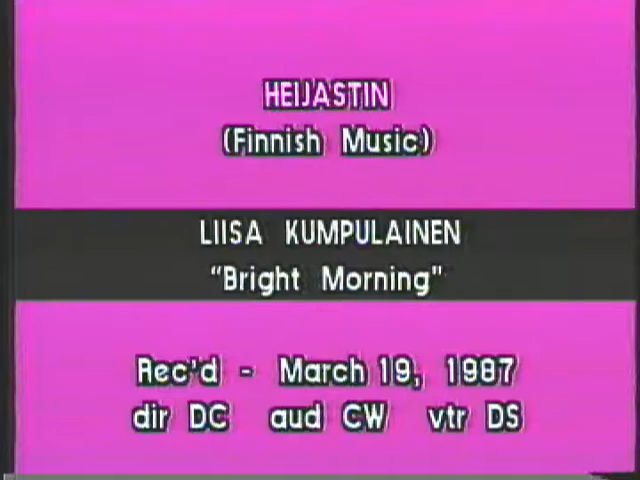 HEIJASTIN
(Finnish Music)
LIISA KUMPULAINEN
"Bright Morning"
Rec'd - March 19, 1987
dir DC aud CW vtr DS